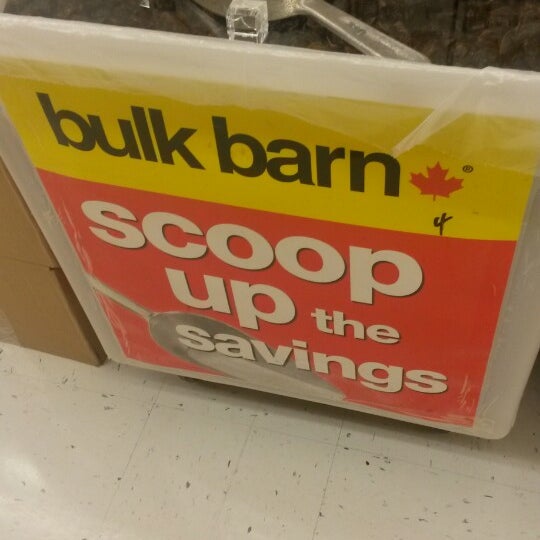 bulk barn ®
4
scoop
up the
savings